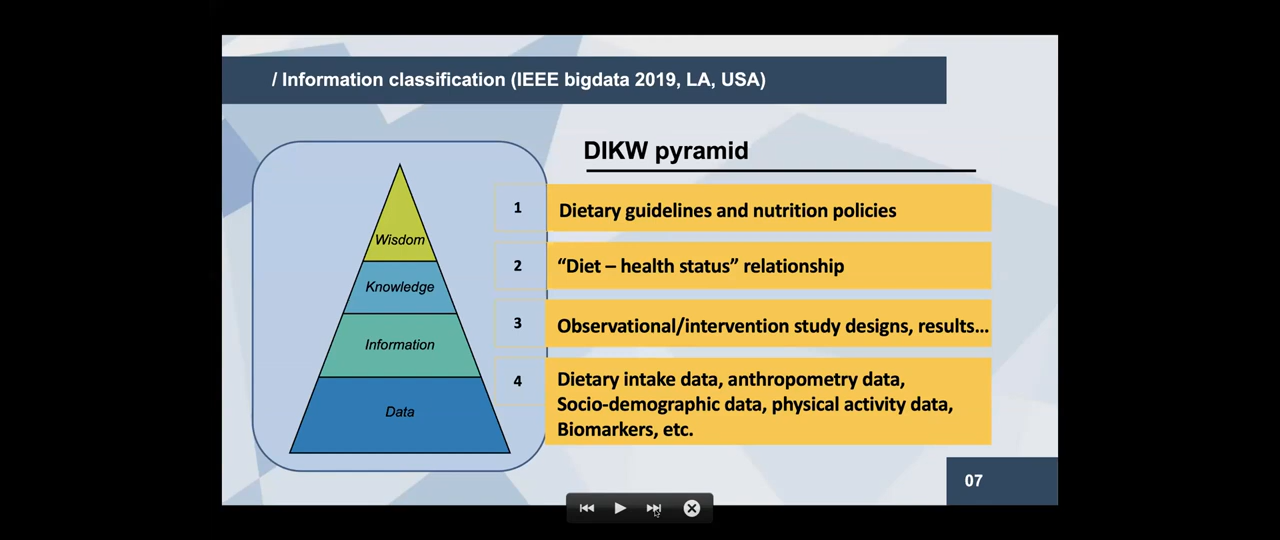 / Information classification (IEEE bigdata 2019, LA, USA)
DIKW pyramid
Wisdom
Knowledge
Information
Data
1
Dietary guidelines and nutrition policies
2
“Diet – health status” relationship
3
Observational/intervention study designs, results...
4
Dietary intake data, anthropometry data,
Socio-demographic data, physical activity data,
Biomarkers, etc.
07